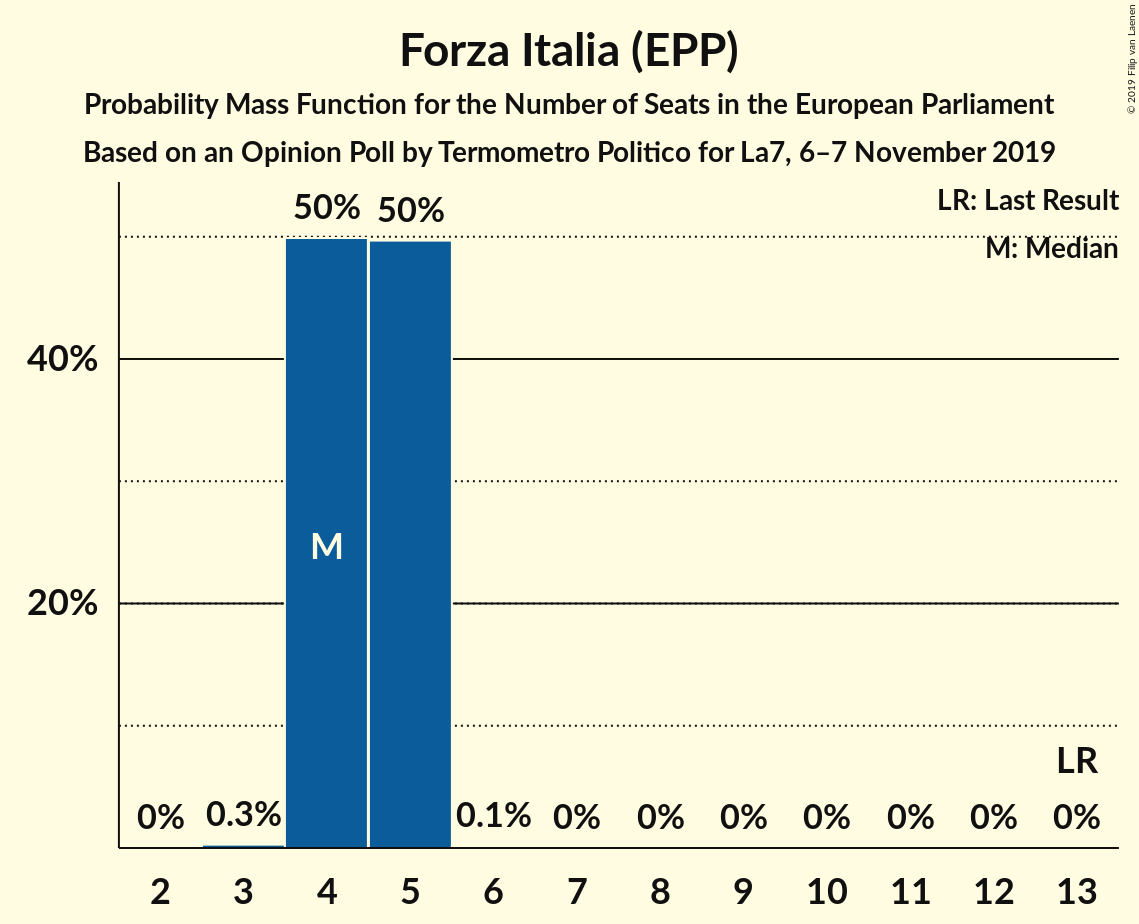 Forza Italia (EPP)
Probability Mass Function for the Number of Seats in the European Parliament
Based on an Opinion Poll by Termometro Politico for La7, 6–7 November 2019
© 2019 Filip van Laenen
LR: Last Result
M: Median
50% 50%
40%
M
20%
LR
0% 0.3% 0.1% 0% 0% 0% 0% 0% 0% 0%
2 3 4 5 6 7 8 9 10 11 12 13